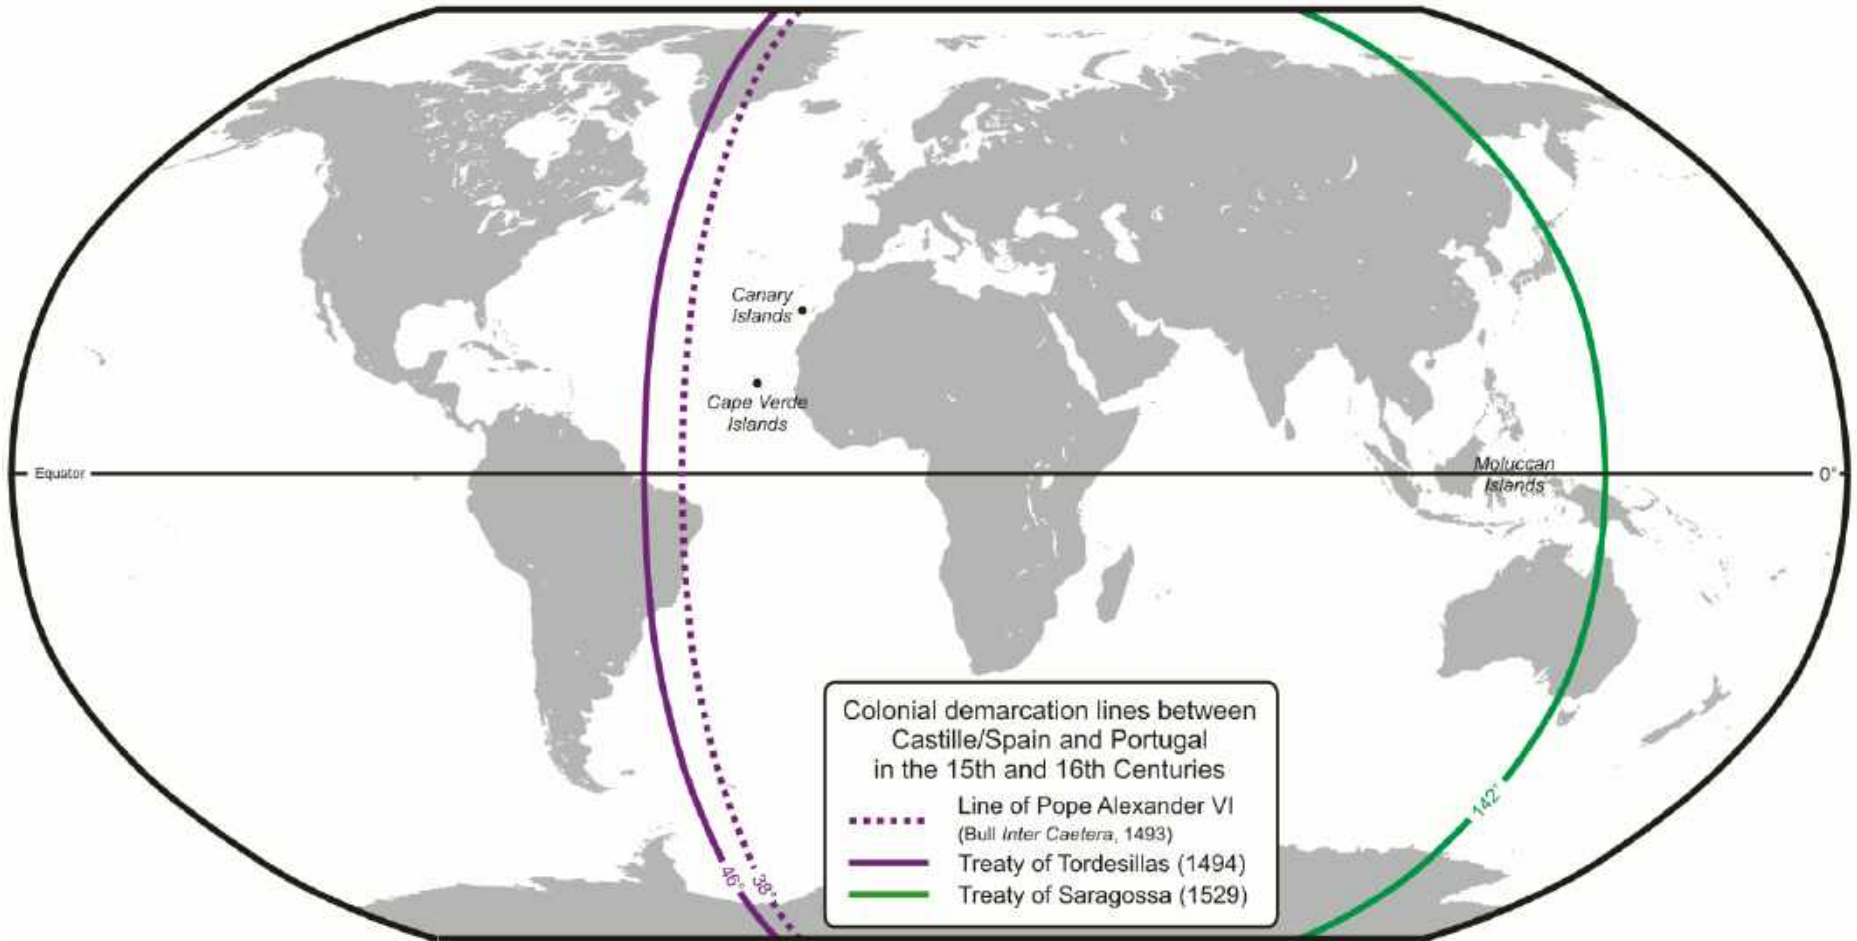 Canary
Islands
Cape Verde
Islands
Equator
Moluccan
Islands
0°
142°
46°
38°
Colonial demarcation lines between
Castille/Spain and Portugal
in the 15th and 16th Centuries
Line of Pope Alexander VI
(Bull Inter Caetera, 1493)
Treaty of Tordesillas (1494)
Treaty of Saragossa (1529)